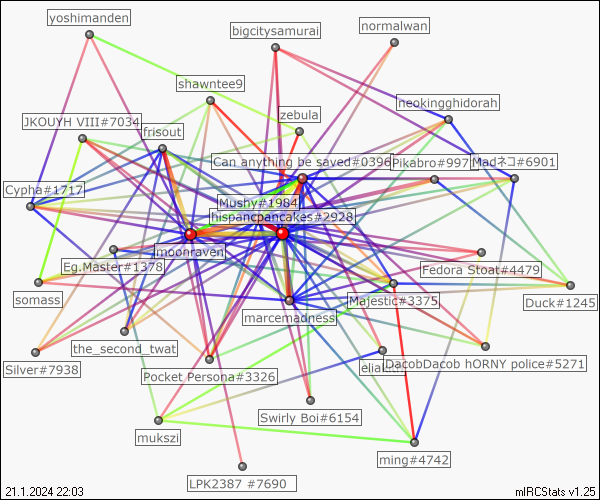 yoshimanden
normalwan
bigcitysamurai
shawntee9
neokingghidorah
zebula
JKOUYH VIII#7034
frisout
Can anything be saved#0396
Pikabro#997
Madネコ#6901
Cypha#1717
Mushy#1984
hispancpancakes#2928
moonraven
Eg.Master#1378
Fedora Stoat#4479
somass
Majestic#3375
Duck#1245
marcemadness
the_second_twat
Silver#7938
Pocket Persona#3326
DacobDacob hORNY police#5271
Swirly Boi#6154
mukszi
ming#4742
LPK2387 #7690
21.1.2024 22:03
mIRCStats v1.25